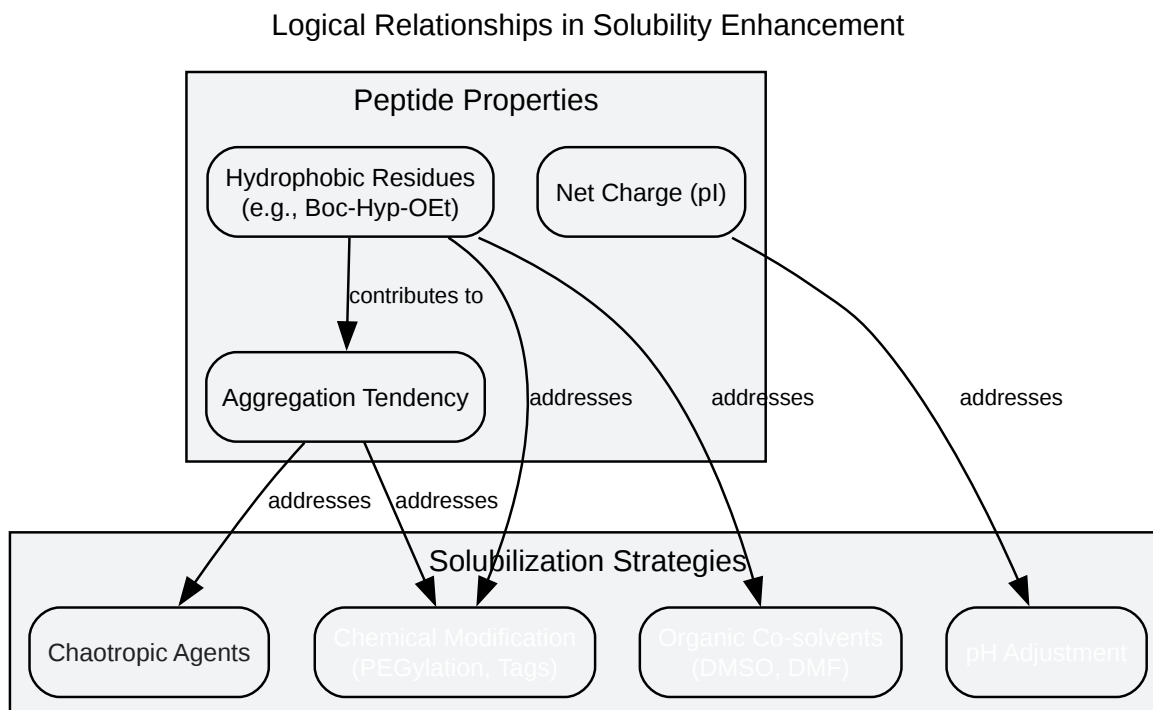 Logical Relationships in Solubility Enhancement
Peptide Properties
Hydrophobic Residues
(e.g., Boc-Hyp-OEt)
Net Charge (pI)
contributes to
Aggregation Tendency
addresses
addresses
addresses
addresses
addresses
Solubilization Strategies
Chaotropic Agents
Chemical Modification
(PEGylation, Tags)
Organic Co-solvents
(DMSO, DMF)
pH Adjustment